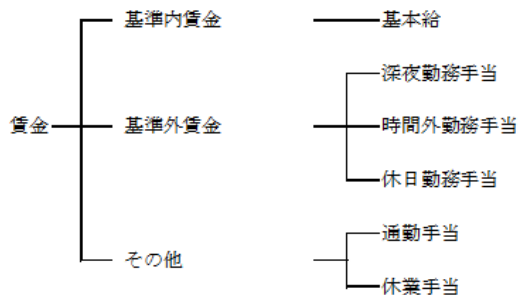 基準内賃金 基本給
深夜勤務手当
賃金 基準外賃金 時間外勤務手当
休日勤務手当
通勤手当
その他
休業手当